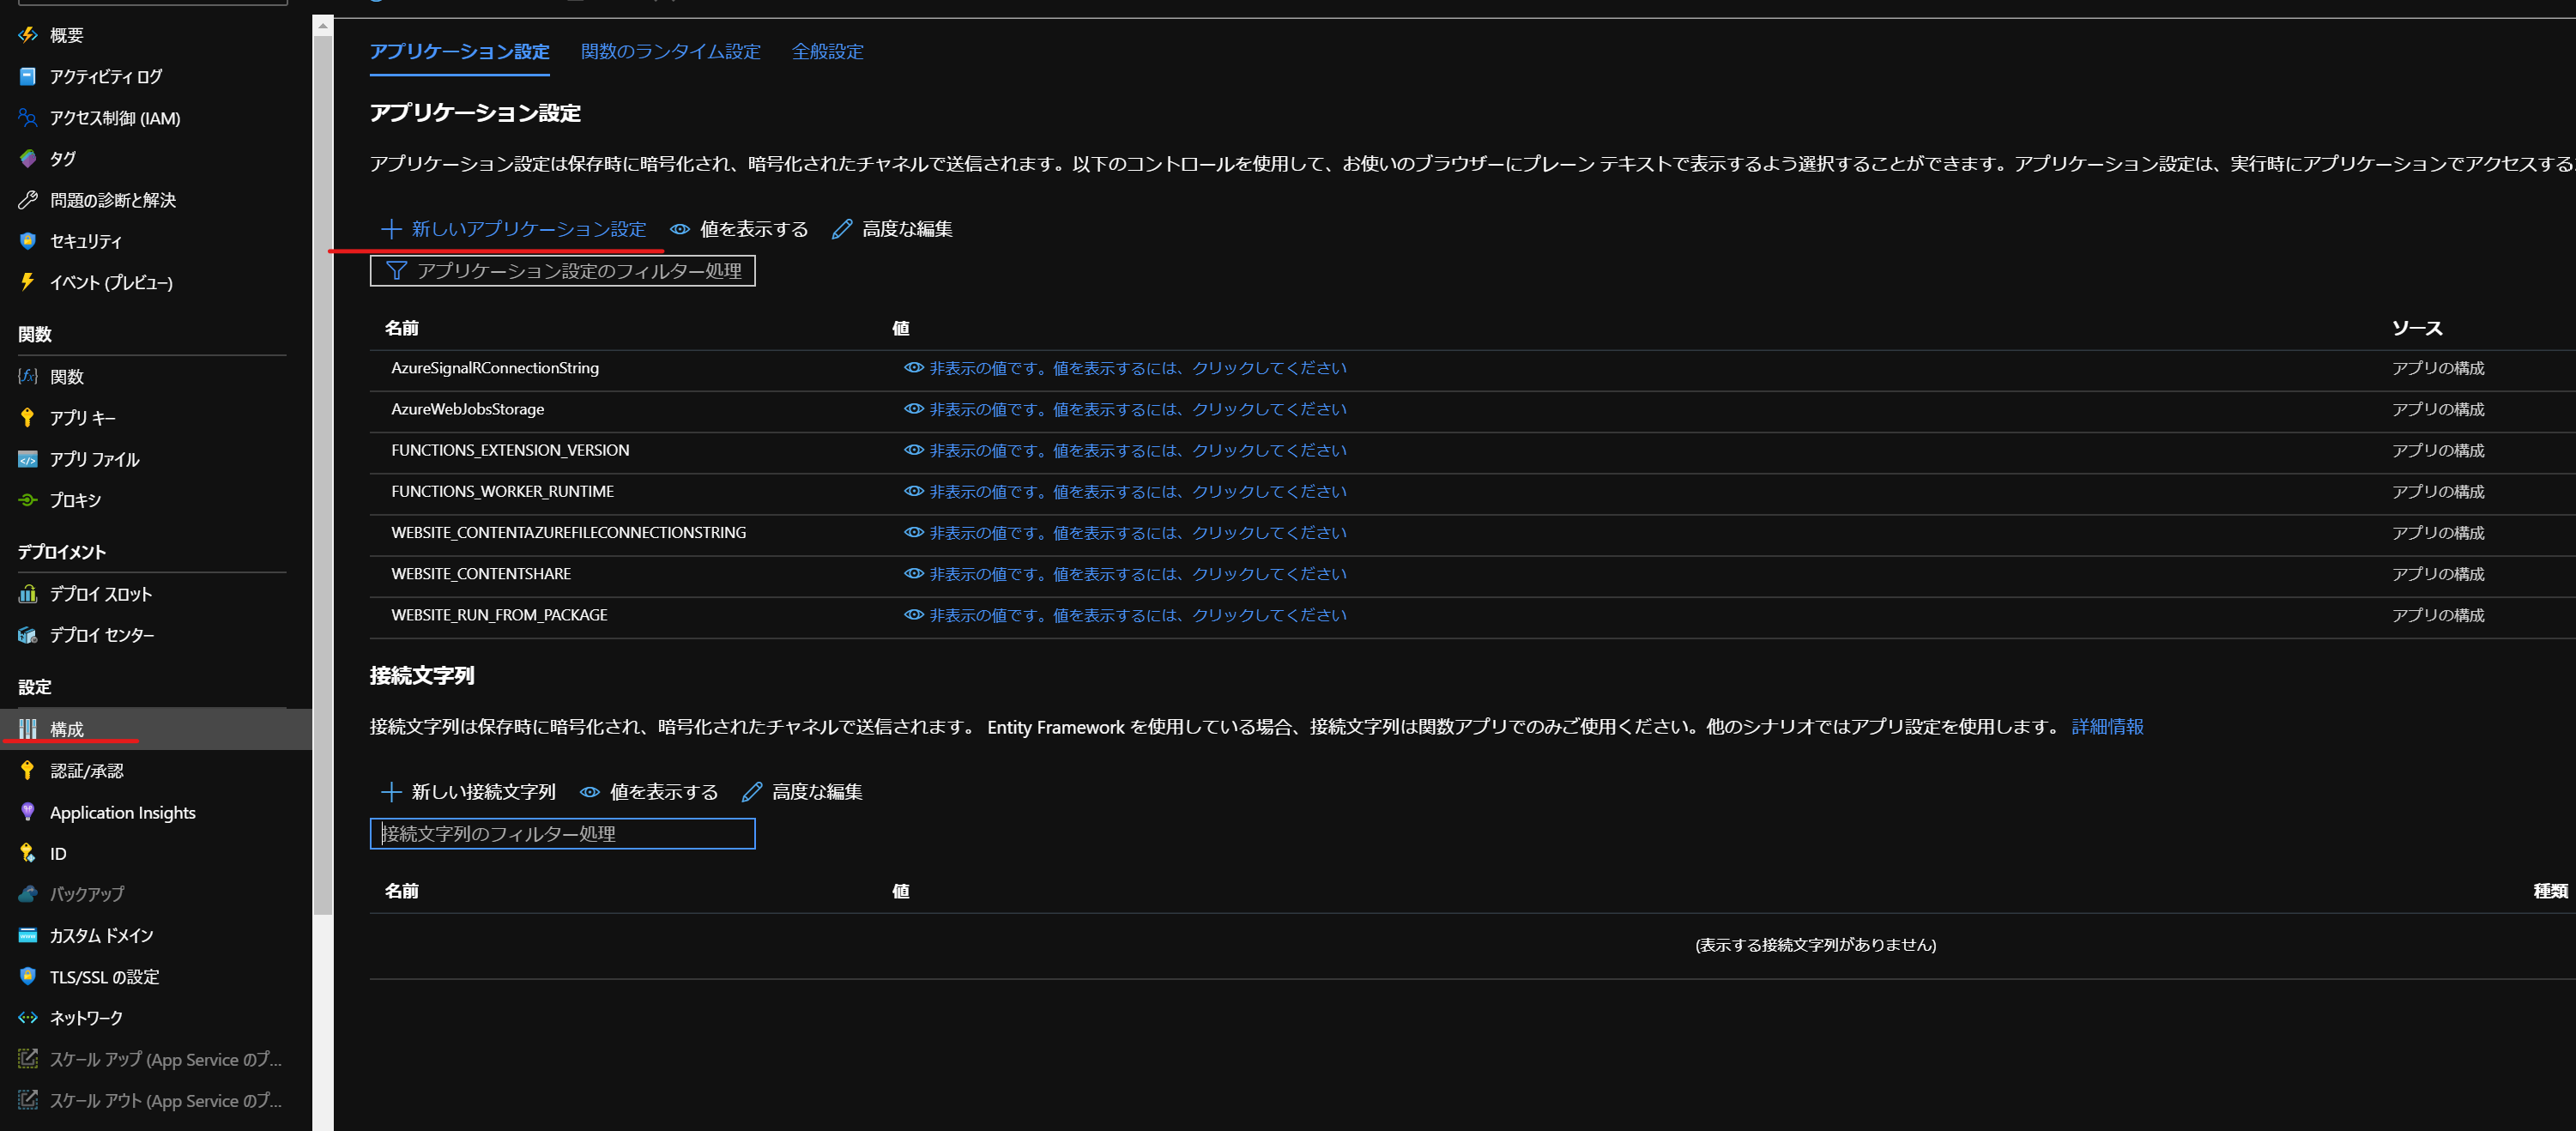 概要
アクティビティ ログ
アクセス制御 (IAM)
タグ
問題の診断と解決
セキュリティ
イベント (プレビュー)
関数
関数
アプリ キー
アプリ ファイル
プロキシ
デプロイメント
デプロイ スロット
デプロイ センター
設定
構成
認証/承認
Application Insights
ID
バックアップ
カスタム ドメイン
TLS/SSL の設定
ネットワーク
スケール アップ (App Service のプ...
スケール アウト (App Service のプ...
アプリケーション設定 関数のランタイム設定 全般設定
アプリケーション設定
アプリケーション設定は保存時に暗号化され、暗号化されたチャネルで送信されます。以下のコントロールを使用して、お使いのブラウザーにプレーン テキストで表示するよう選択することができます。アプリケーション設定は、実行時にアプリケーションでアクセスする
新しいアプリケーション設定 値を表示する 高度な編集
アプリケーション設定のフィルター処理
名前 値 ソース
AzureSignalRConnectionString 非表示の値です。値を表示するには、クリックしてください アプリの構成
AzureWebJobsStorage 非表示の値です。値を表示するには、クリックしてください アプリの構成
FUNCTIONS_EXTENSION_VERSION 非表示の値です。値を表示するには、クリックしてください アプリの構成
FUNCTIONS_WORKER_RUNTIME 非表示の値です。値を表示するには、クリックしてください アプリの構成
WEBSITE_CONTENTAZUREFILECONNECTIONSTRING 非表示の値です。値を表示するには、クリックしてください アプリの構成
WEBSITE_CONTENTSHARE 非表示の値です。値を表示するには、クリックしてください アプリの構成
WEBSITE_RUN_FROM_PACKAGE 非表示の値です。値を表示するには、クリックしてください アプリの構成
接続文字列
接続文字列は保存時に暗号化され、暗号化されたチャネルで送信されます。 Entity Framework を使用している場合、接続文字列は関数アプリでのみご使用ください。他のシナリオではアプリ設定を使用します。 詳細情報
新しい接続文字列 値を表示する 高度な編集
接続文字列のフィルター処理
名前 値 種類
(表示する接続文字列がありません)